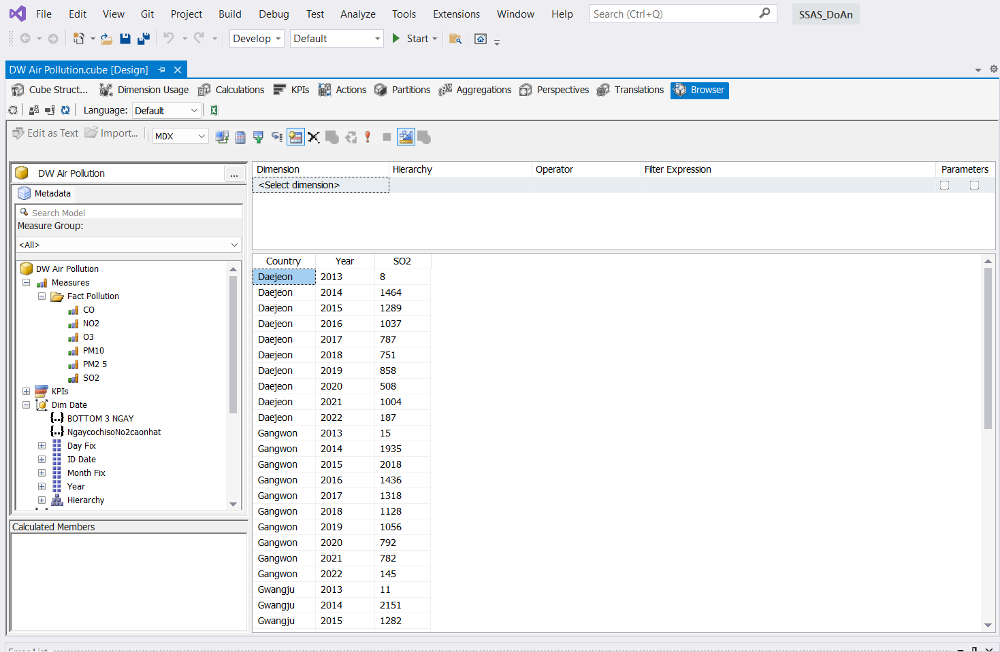 File Edit View Git Project Build Debug Test Analyze Tools Extensions Window Help Search (Ctrl+Q) SSAS_DoAn
Develop Default Start
DW Air Pollution.cube [Design]
Cube Struct... Dimension Usage Calculations KPIs Actions Partitions Aggregations Perspectives Translations Browser
Language: Default
Edit as Text Import... MDX
DW Air Pollution ...
Metadata
Search Model
Measure Group:
<All>
DW Air Pollution
Measures
Fact Pollution
CO
NO2
O3
PM10
PM2 5
SO2
KPIs
Dim Date
BOTTOM 3 NGAY
NgaycochisoNo2caonhat
Day Fix
ID Date
Month Fix
Year
Hierarchy
Calculated Members
Dimension Hierarchy Operator Filter Expression Parameters
<Select dimension>
Country Year SO2
Daejeon 2013 8
Daejeon 2014 1464
Daejeon 2015 1289
Daejeon 2016 1037
Daejeon 2017 787
Daejeon 2018 751
Daejeon 2019 858
Daejeon 2020 508
Daejeon 2021 1004
Daejeon 2022 187
Gangwon 2013 15
Gangwon 2014 1935
Gangwon 2015 2018
Gangwon 2016 1436
Gangwon 2017 1318
Gangwon 2018 1128
Gangwon 2019 1056
Gangwon 2020 792
Gangwon 2021 782
Gangwon 2022 145
Gwangju 2013 11
Gwangju 2014 2151
Gwangju 2015 1282
Error List